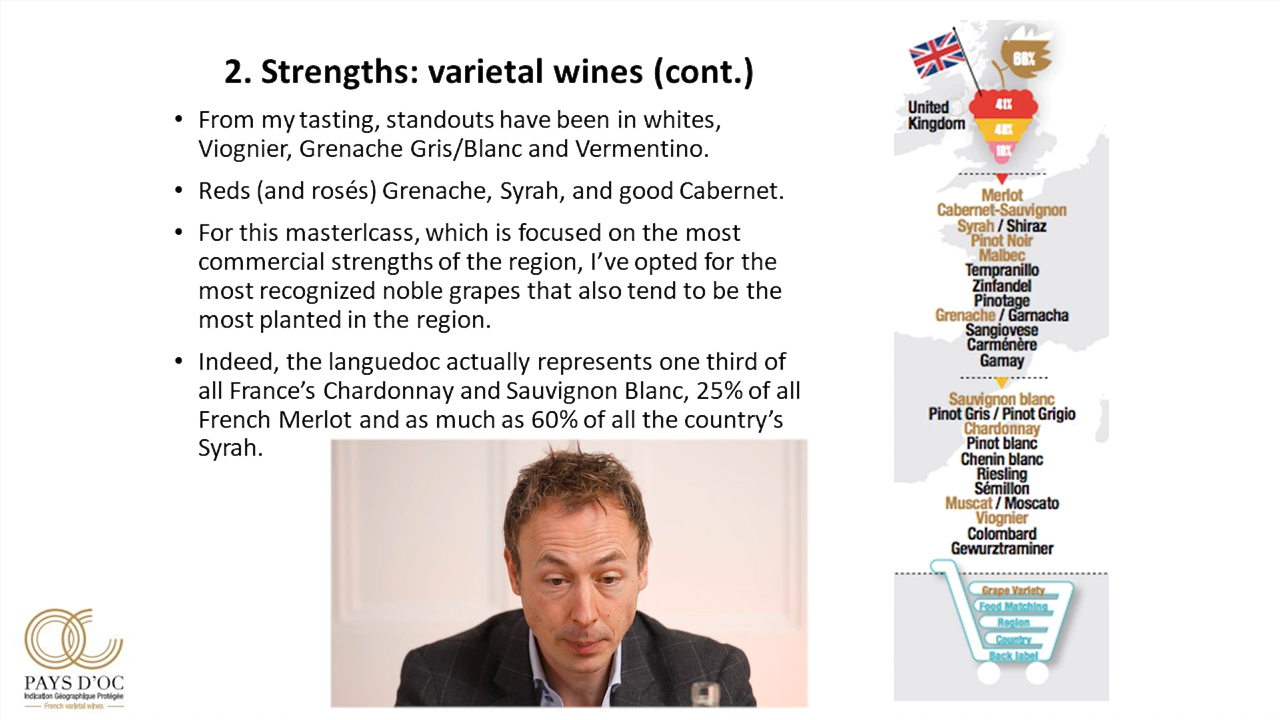 2. Strengths: varietal wines (cont.)
• From my tasting, standouts have been in whites,
Viognier, Grenache Gris/Blanc and Vermentino.
• Reds (and rosés) Grenache, Syrah, and good Cabernet.
• For this masterlcass, which is focused on the most
commercial strengths of the region, I've opted for the
most recognized noble grapes that also tend to be the
most planted in the region.
• Indeed, the languedoc actually represents one third of
all France's Chardonnay and Sauvignon Blanc, 25% of all
French Merlot and as much as 60% of all the country's
Syrah.
PAYS D'OC
Indication Géographique Protégée
French varietal wines
United
Kingdom
41%
Merlot
Cabernet-Sauvignon
Syrah / Shiraz
Pinot Noir
Malbec
Tempranillo
Zinfandel
Pinotage
Grenache / Garnacha
Sangiovese
Carménère
Gamay
Sauvignon blanc
Pinot Gris / Pinot Grigio
Chardonnay
Pinot blanc
Chenin blanc
Riesling
Sémillon
Muscat / Moscato
Viognier
Colombard
Gewurztraminer
Grape Variety
Food Matching
Region
Country
Back label